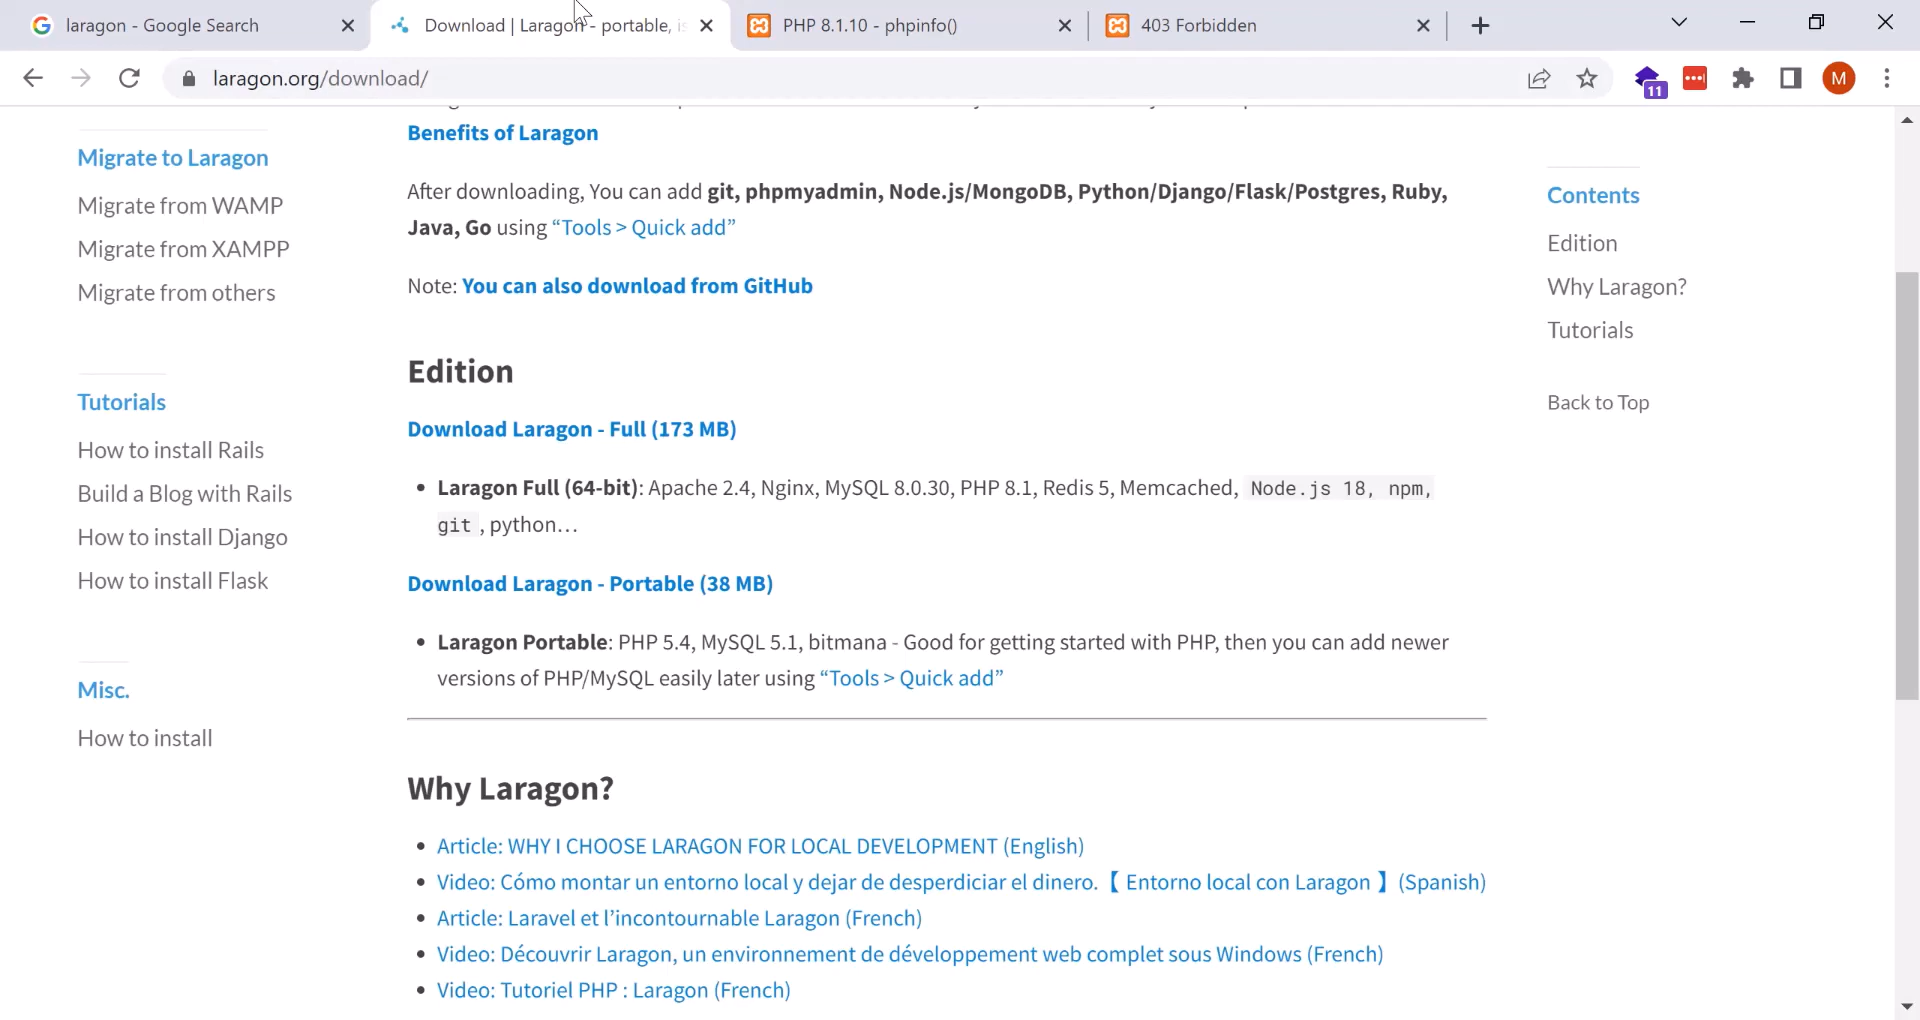 laragon - Google Search
Download | Laragon - portable, is
PHP 8.1.10 - phpinfo()
403 Forbidden
laragon.org/download/
11
M
Migrate to Laragon
Migrate from WAMP
Migrate from XAMPP
Migrate from others
Tutorials
How to install Rails
Build a Blog with Rails
How to install Django
How to install Flask
Misc.
How to install
Benefits of Laragon
After downloading, You can add git, phpmyadmin, Node.js/MongoDB, Python/Django/Flask/Postgres, Ruby,
Java, Go using “Tools > Quick add”
Note: You can also download from GitHub
Edition
Download Laragon - Full (173 MB)
• Laragon Full (64-bit): Apache 2.4, Nginx, MySQL 8.0.30, PHP 8.1, Redis 5, Memcached, Node.js 18, npm,
git , python…
Download Laragon - Portable (38 MB)
• Laragon Portable: PHP 5.4, MySQL 5.1, bitmana - Good for getting started with PHP, then you can add newer
versions of PHP/MySQL easily later using “Tools > Quick add”
Why Laragon?
• Article: WHY I CHOOSE LARAGON FOR LOCAL DEVELOPMENT (English)
• Video: Cómo montar un entorno local y dejar de desperdiciar el dinero.【 Entorno local con Laragon 】(Spanish)
• Article: Laravel et l’incontournable Laragon (French)
• Video: Découvrir Laragon, un environnement de développement web complet sous Windows (French)
• Video: Tutoriel PHP : Laragon (French)
Contents
Edition
Why Laragon?
Tutorials
Back to Top